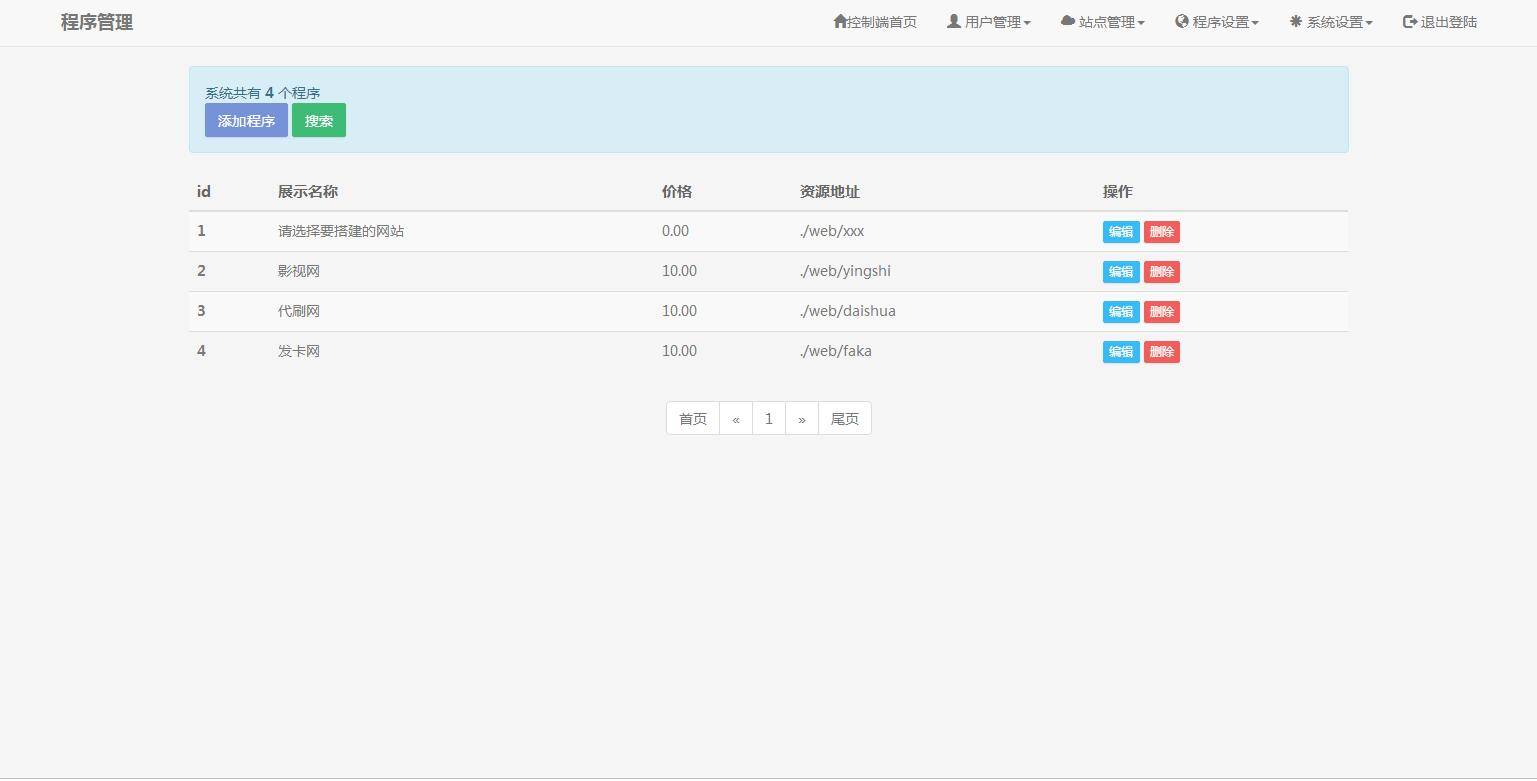 程序管理 控制端首页 用户管理 站点管理 程序设置 系统设置 退出登陆
系统共有 4 个程序
添加程序 搜索
id 展示名称 价格 资源地址 操作
1 请选择要搭建的网站 0.00 ./web/xxx 编辑 删除
2 影视网 10.00 ./web/yingshi 编辑 删除
3 代刷网 10.00 ./web/daishua 编辑 删除
4 发卡网 10.00 ./web/faka 编辑 删除
首页 « 1 » 尾页